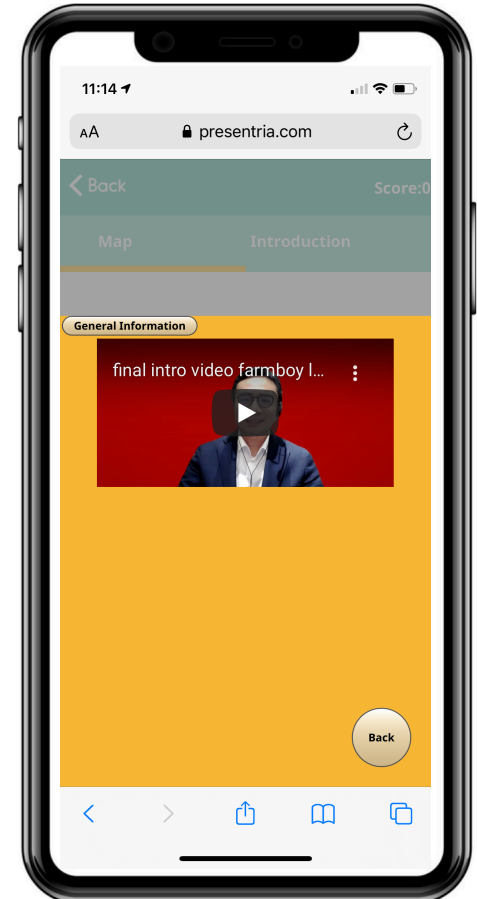 11:14
AA presentria.com
Back Score:0
Map Introduction
General Information
final intro video farmboy l...
Back